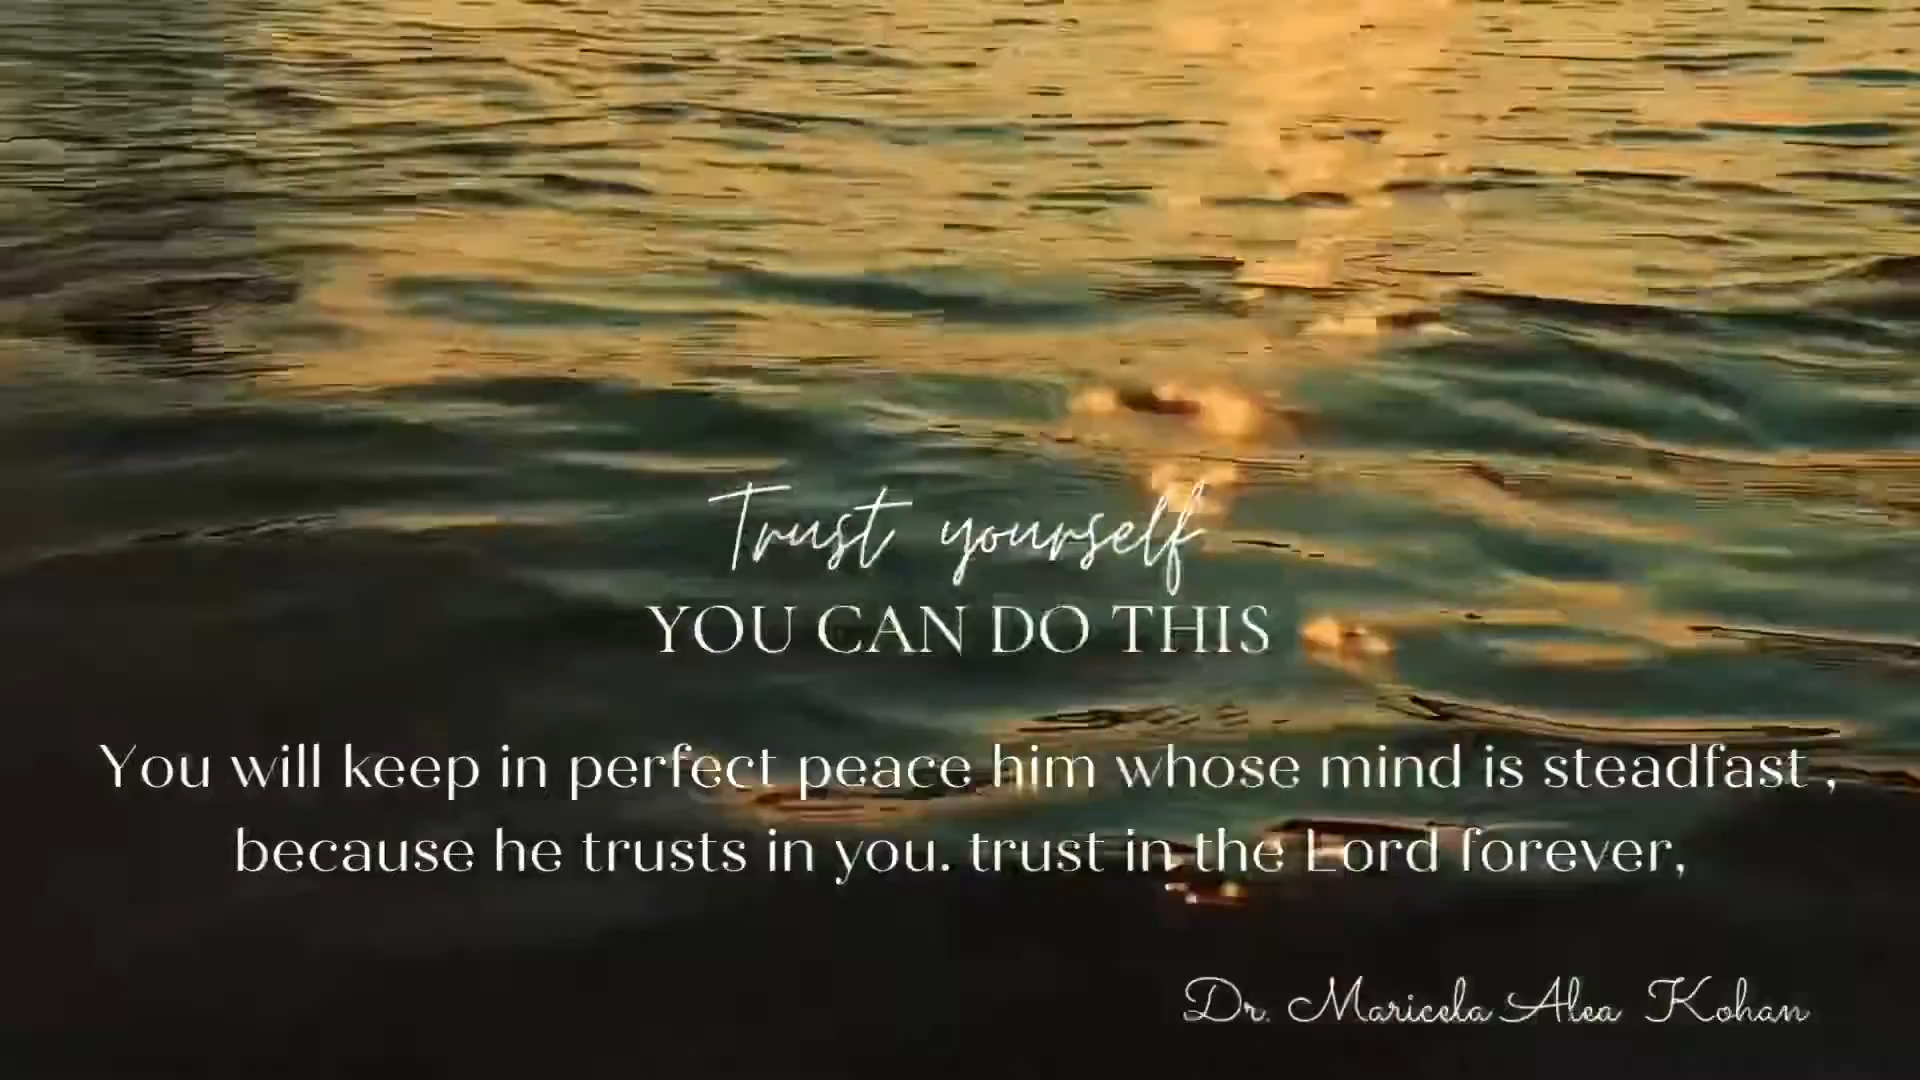 Trust yourself
YOU CAN DO THIS
You will keep in perfect peace him whose mind is steadfast ,
because he trusts in you. trust in the Lord forever,
Dr. Maricela Alea Kohan